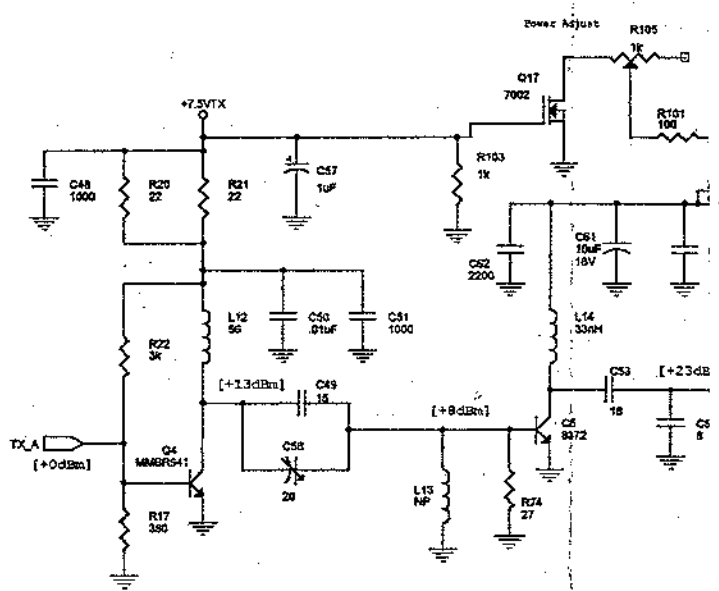 Power Adjust
R105
1k
Q17
7002
+7.5VTX
R101
100
C48
1000
R20
22
R21
22
C57
1uF
R103
1k
C62
2200
C61
10uF
16V
L12
56
C50
.01uF
C51
1000
L14
33nH
R22
3k
[+13dBm]
C49
15
[+8dBm]
C53
18
[+23dB
TX_A
[+0dBm]
Q4
MMBR941
C58
20
L13
NP
R74
27
8372
R17
390